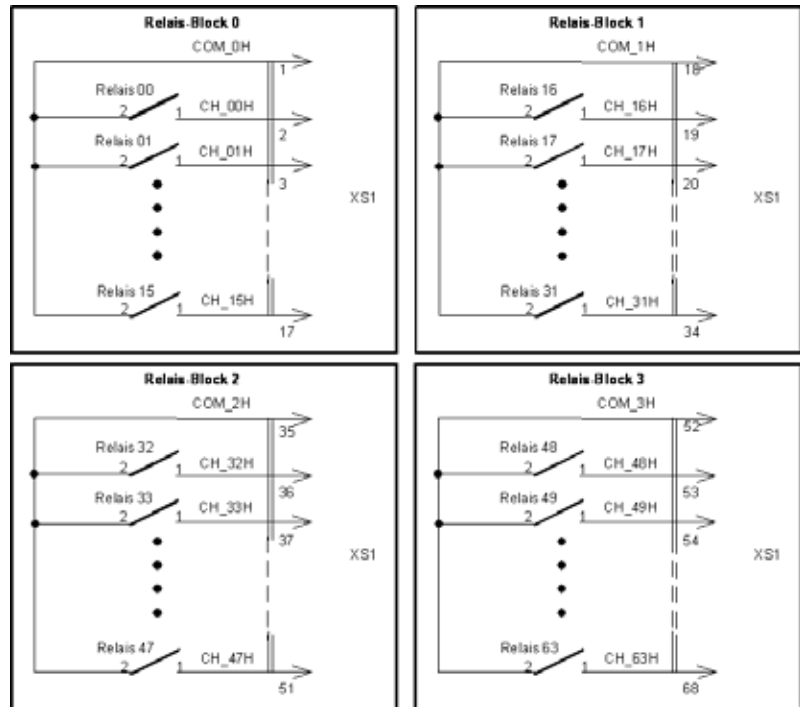 Relais-Block 0
COM_0H
1
Relais 00
2 1 CH_00H
2
Relais 01
2 1 CH_01H
3
XS1
Relais 15
2 1 CH_15H
17
Relais-Block 1
COM_1H
18
Relais 16
2 1 CH_16H
19
Relais 17
2 1 CH_17H
20
XS1
Relais 31
2 1 CH_31H
34
Relais-Block 2
COM_2H
35
Relais 32
2 1 CH_32H
36
Relais 33
2 1 CH_33H
37
XS1
Relais 47
2 1 CH_47H
51
Relais-Block 3
COM_3H
52
Relais 48
2 1 CH_48H
53
Relais 49
2 1 CH_49H
54
XS1
Relais 63
2 1 CH_63H
68